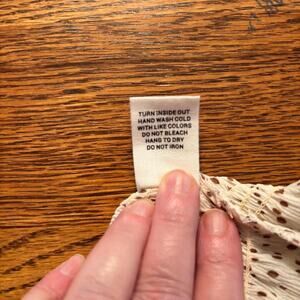 TURN INSIDE OUT
HAND WASH COLD
WITH LIKE COLORS
DO NOT BLEACH
HANG TO DRY
DO NOT IRON